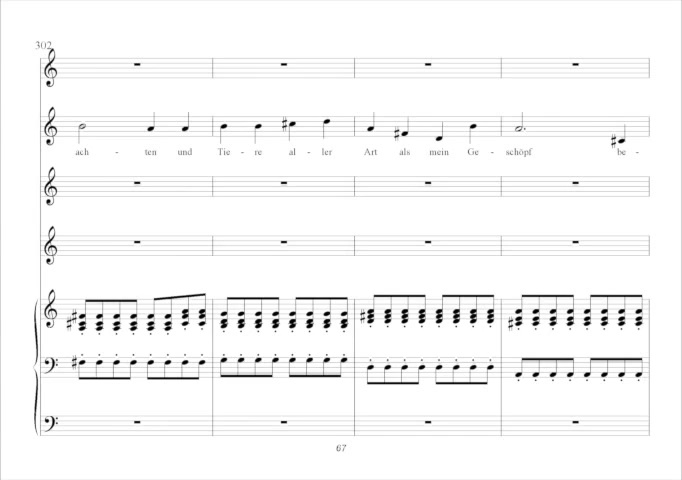 302
ach - ten und Tie - re al - ler Art als mein Ge - schöpf be -
67